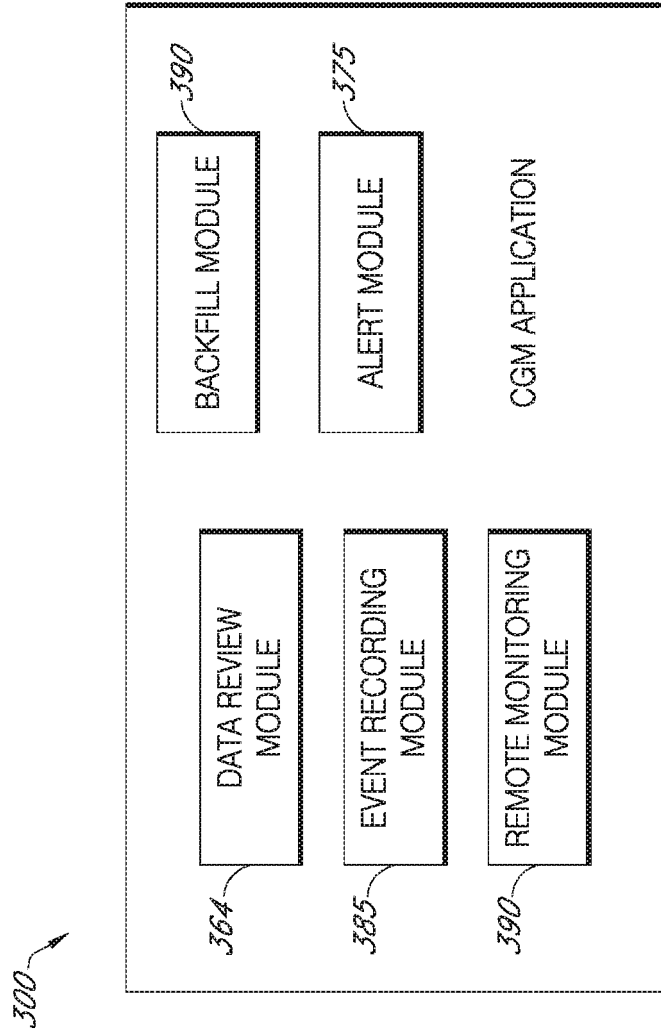 300
364
DATA REVIEW
MODULE
385
EVENT RECORDING
MODULE
390
REMOTE MONITORING
MODULE
BACKFILL MODULE
390
ALERT MODULE
375
CGM APPLICATION